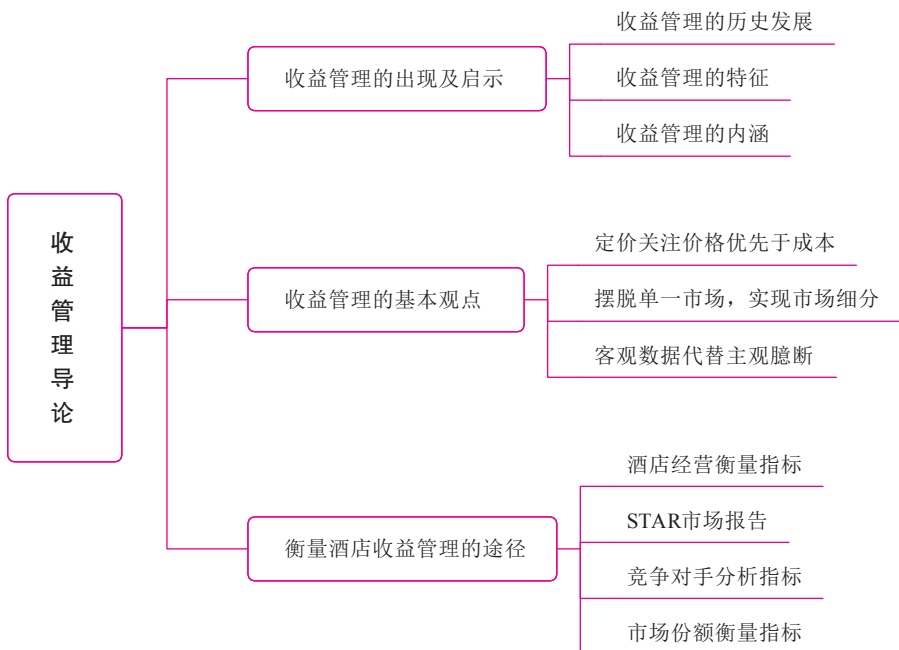 收益管理导论
收益管理的出现及启示
收益管理的历史发展
收益管理的特征
收益管理的内涵
收益管理的基本观点
定价关注价格优先于成本
摆脱单一市场，实现市场细分
客观数据代替主观臆断
衡量酒店收益管理的途径
酒店经营衡量指标
STAR市场报告
竞争对手分析指标
市场份额衡量指标